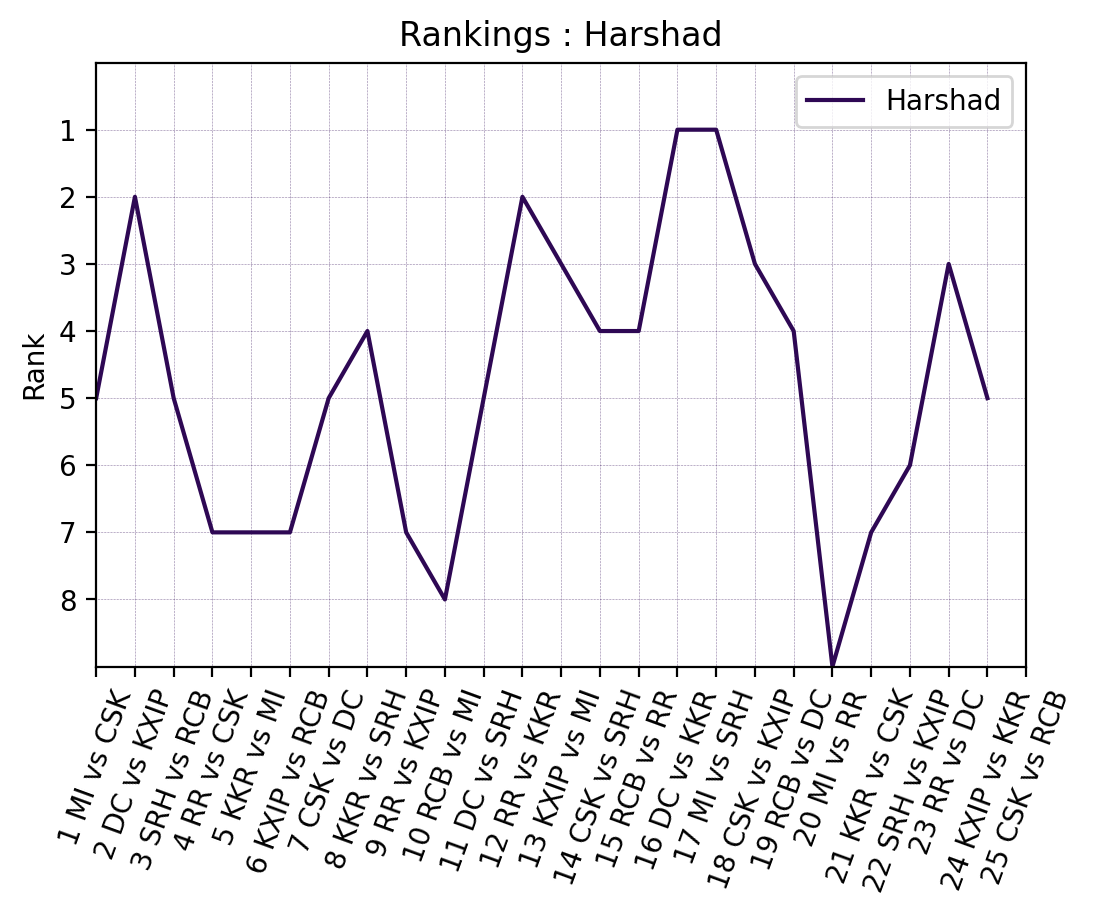 Rankings : Harshad
Harshad
Rank
1
2
3
4
5
6
7
8
1 MI vs CSK
2 DC vs KXIP
3 SRH vs RCB
4 RR vs CSK
5 KKR vs MI
6 KXIP vs RCB
7 CSK vs DC
8 KKR vs SRH
9 RR vs KXIP
10 RCB vs MI
11 DC vs SRH
12 RR vs KKR
13 KXIP vs MI
14 CSK vs SRH
15 RCB vs RR
16 DC vs KKR
17 MI vs SRH
18 CSK vs KXIP
19 RCB vs DC
20 MI vs RR
21 KKR vs CSK
22 SRH vs KXIP
23 RR vs DC
24 KXIP vs KKR
25 CSK vs RCB